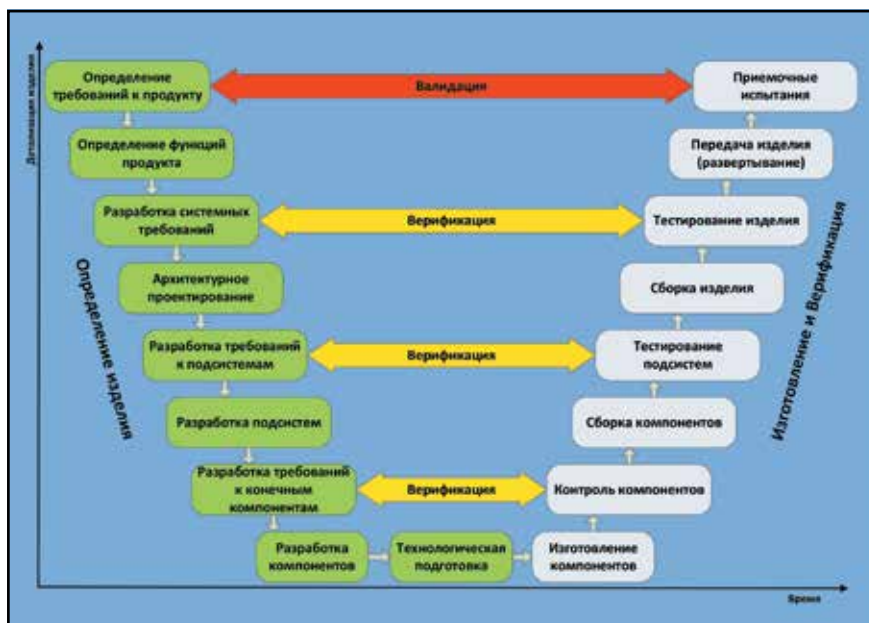 Детализация изделия
Определение
требований к продукту
Валидация
Приемочные
испытания
Определение функций
продукта
Передача изделия
(развертывание)
Разработка системных
требований
Верификация
Тестирование изделия
Архитектурное
проектирование
Сборка изделия
Определение изделия
Изготовление и Верификация
Разработка требований
к подсистемам
Верификация
Тестирование
подсистем
Разработка подсистем
Сборка компонентов
Разработка требований
к конечным
компонентам
Верификация
Контроль компонентов
Разработка
компонентов
Технологическая
подготовка
Изготовление
компонентов
Время